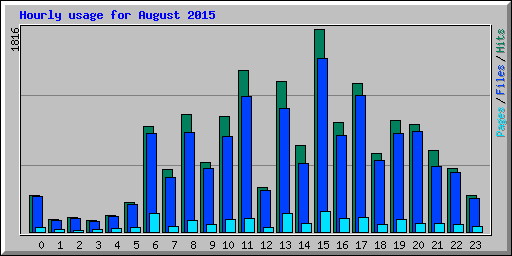 Hourly usage for August 2015
1816
Pages / Files / Hits
0 1 2 3 4 5 6 7 8 9 10 11 12 13 14 15 16 17 18 19 20 21 22 23